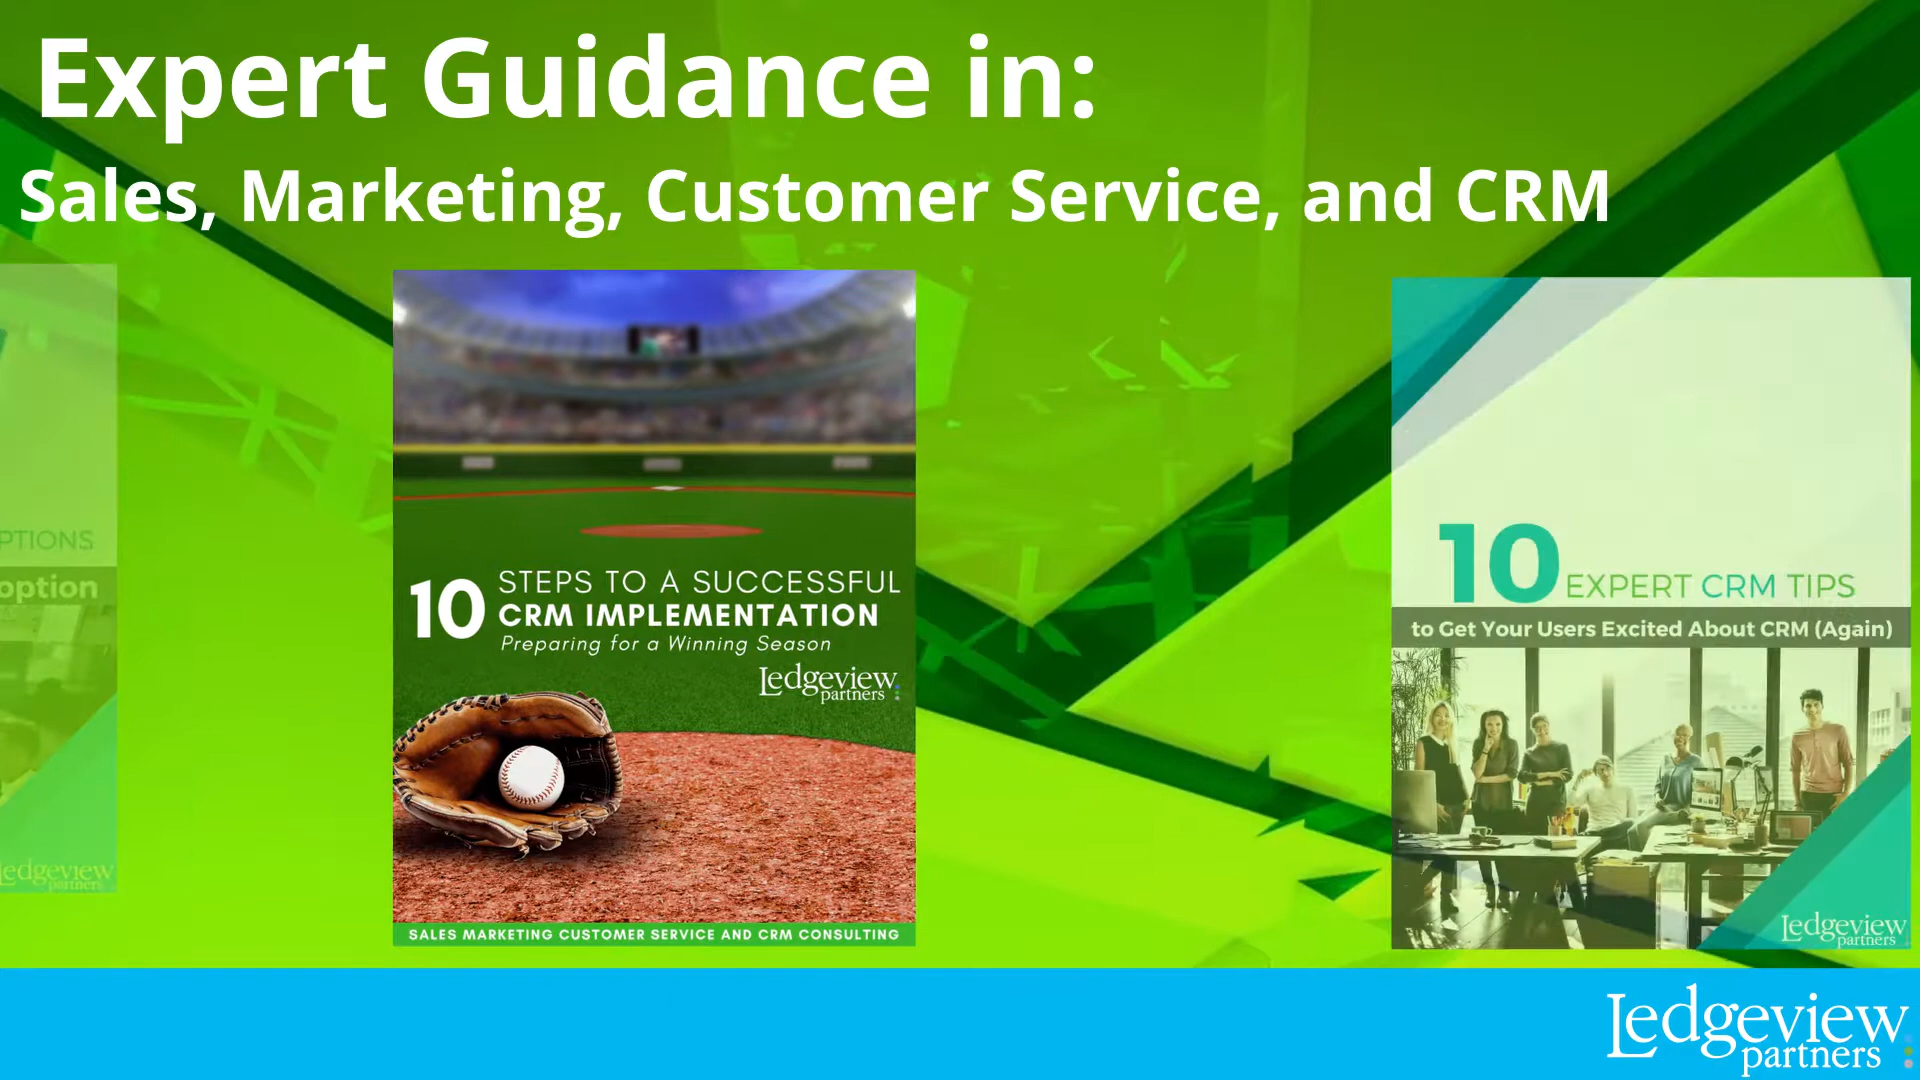 Expert Guidance in:
Sales, Marketing, Customer Service, and CRM
PTIONS
option
Ledgeview
partners
10 STEPS TO A SUCCESSFUL
CRM IMPLEMENTATION
Preparing for a Winning Season
Ledgeview
partners
SALES MARKETING CUSTOMER SERVICE AND CRM CONSULTING
10 EXPERT CRM TIPS
to Get Your Users Excited About CRM (Again)
Ledgeview
partners
Ledgeview
partners